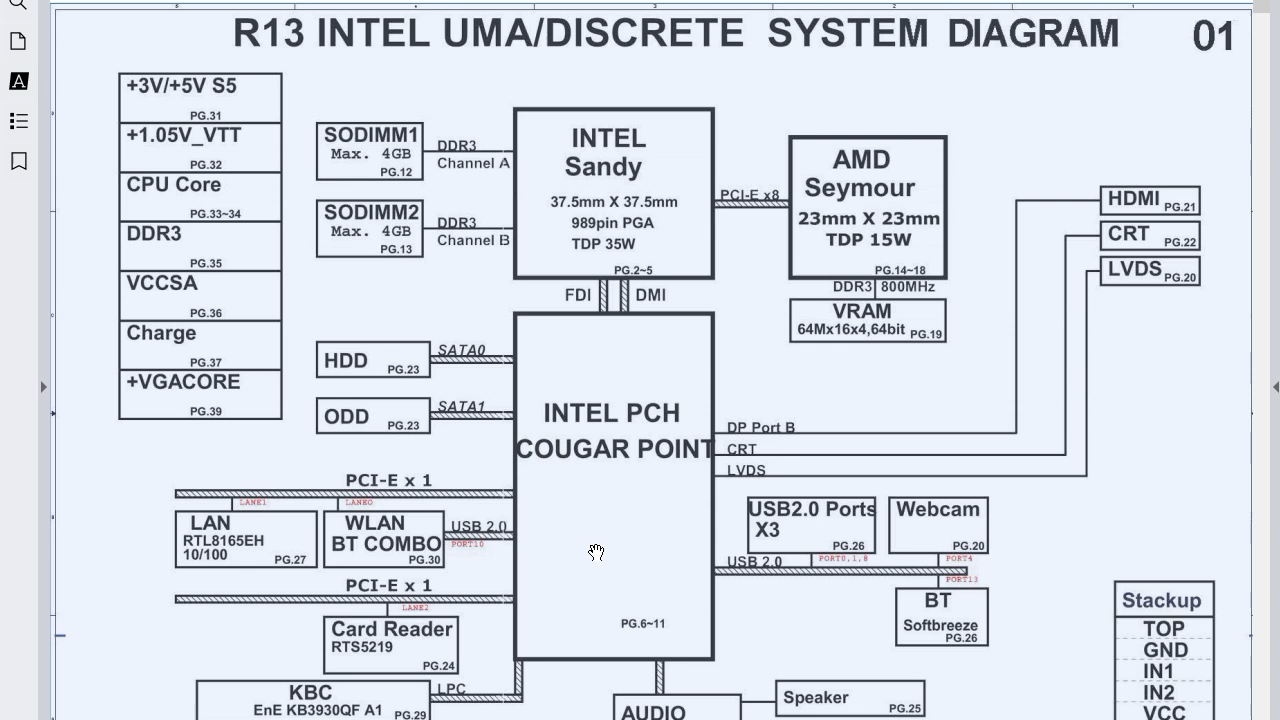 R13 INTEL UMA/DISCRETE SYSTEM DIAGRAM 01
+3V/+5V S5
PG.31
+1.05V_VTT
PG.32
CPU Core
PG.33~34
DDR3
PG.35
VCCSA
PG.36
Charge
PG.37
+VGACORE
PG.39
SODIMM1
Max. 4GB
PG.12
DDR3
Channel A
SODIMM2
Max. 4GB
PG.13
DDR3
Channel B
INTEL
Sandy
37.5mm X 37.5mm
989pin PGA
TDP 35W
PG.2~5
PCI-E x8
AMD
Seymour
23mm X 23mm
TDP 15W
PG.14~18
DDR3 800MHz
VRAM
64Mx16x4,64bit PG.19
HDMI PG.21
CRT PG.22
LVDS PG.20
FDI DMI
HDD PG.23
SATA0
ODD PG.23
SATA1
INTEL PCH
COUGAR POINT
PG.6~11
DP Port B
CRT
LVDS
PCI-E x 1
LANE1 LANE0
LAN
RTL8165EH
10/100 PG.27
WLAN
BT COMBO
PG.30
USB 2.0
PORT10
PCI-E x 1
LANE2
Card Reader
RTS5219
PG.24
KBC
EnE KB3930QF A1 PG.29
LPC
USB2.0 Ports
X3
PG.26
Webcam
PG.20
USB 2.0
PORT0,1,8 PORT4
PORT13
BT
Softbreeze
PG.26
AUDIO
Speaker
PG.25
Stackup
TOP
GND
IN1
IN2
VCC